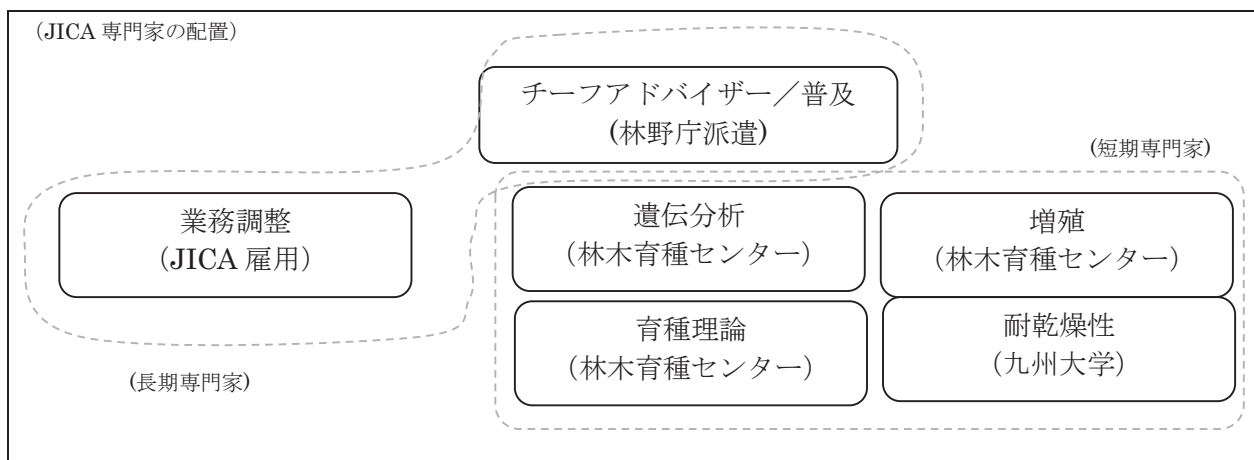 （JICA 専門家の配置）
チーフアドバイザー／普及
(林野庁派遣)
(短期専門家)
業務調整
（JICA 雇用）
遺伝分析
（林木育種センター）
増殖
（林木育種センター）
育種理論
（林木育種センター）
耐乾燥性
（九州大学）
(長期専門家)